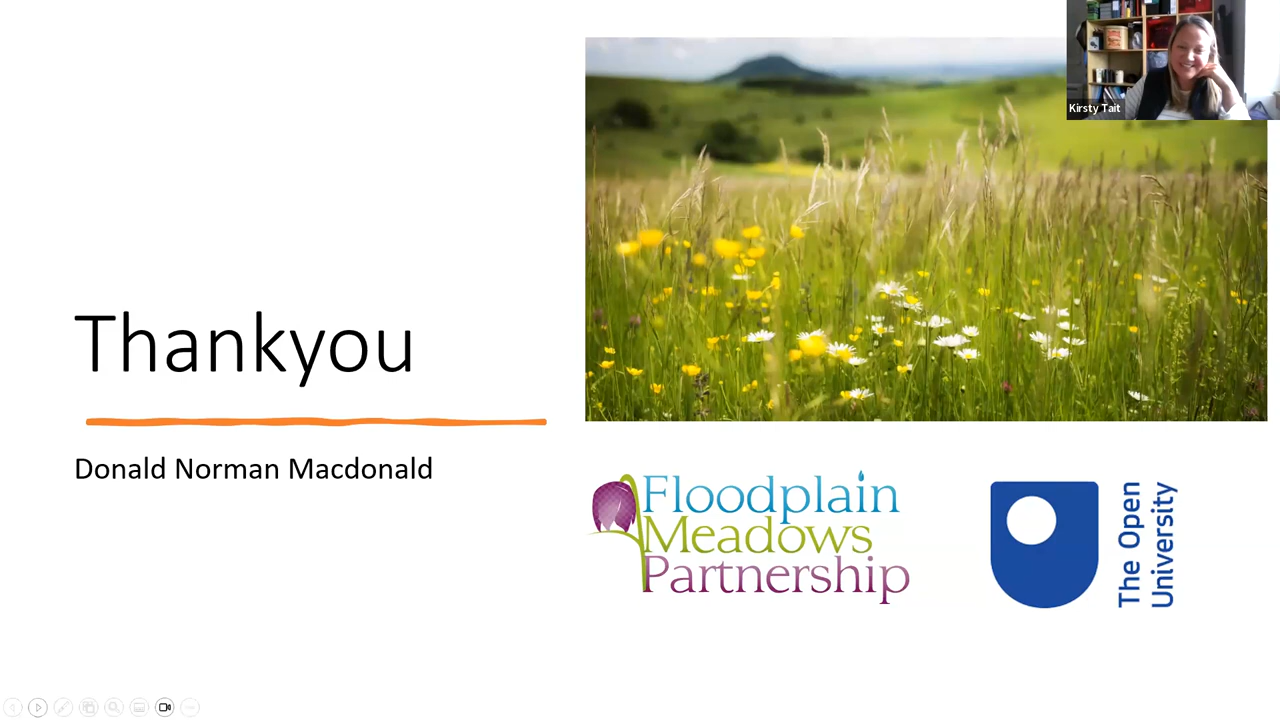 Kirsty Tait
Thankyou
Donald Norman Macdonald
Floodplain
Meadows
Partnership
The Open
University